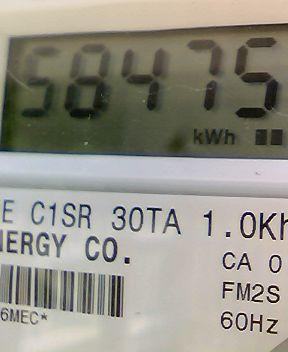 58475
kWh
E C1SR 30TA 1.0Kh
NERGY CO.
CA 0
FM2S
6MEC*
60Hz